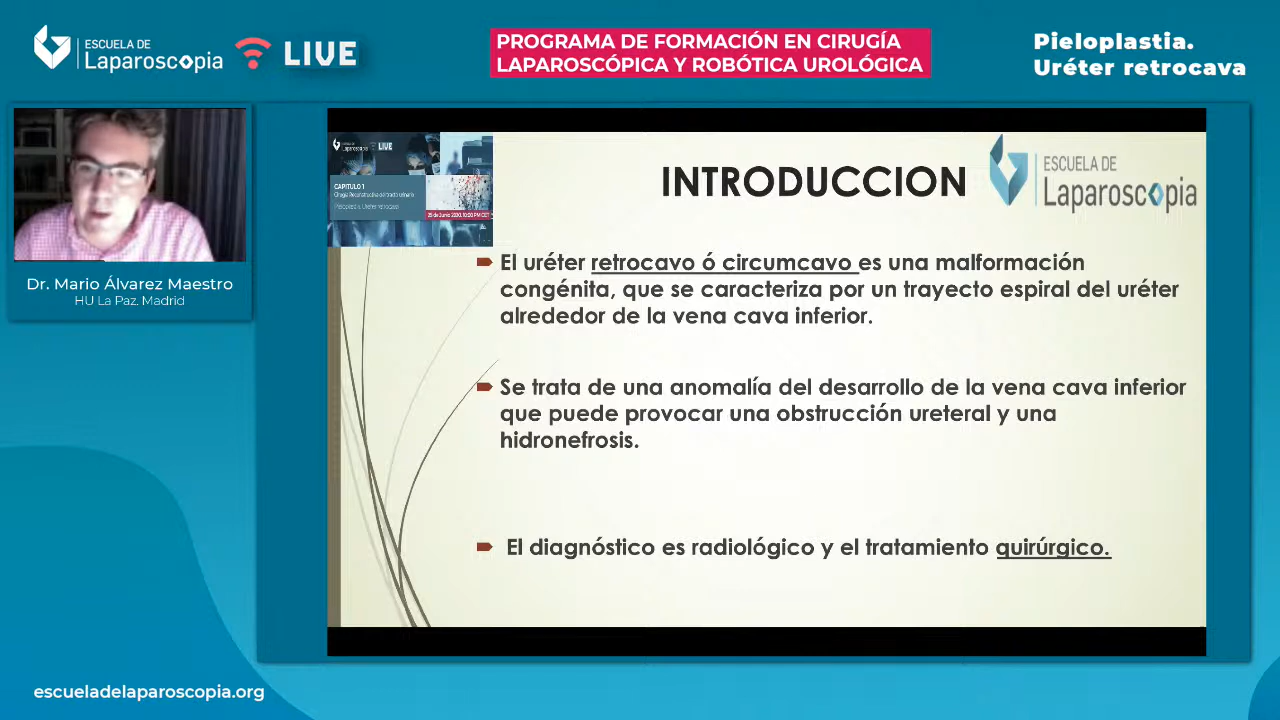 ESCUELA DE
Laparoscopia
LIVE
PROGRAMA DE FORMACIÓN EN CIRUGÍA
LAPAROSCÓPICA Y ROBÓTICA UROLÓGICA
Pieloplastia.
Uréter retrocava
Dr. Mario Álvarez Maestro
HU La Paz. Madrid
LIVE
CAPITULO 1
INTRODUCCION
ESCUELA DE
Laparoscopia
El uréter retrocavo ó circumcavo es una malformación
congénita, que se caracteriza por un trayecto espiral del uréter
alrededor de la vena cava inferior.
Se trata de una anomalía del desarrollo de la vena cava inferior
que puede provocar una obstrucción ureteral y una
hidronefrosis.
El diagnóstico es radiológico y el tratamiento quirúrgico.
escueladelaparoscopia.org